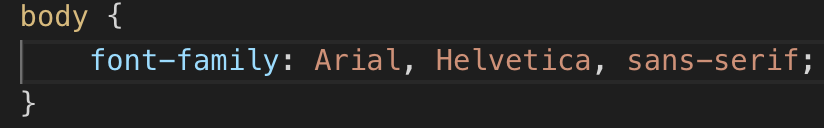 body {
    font-family: Arial, Helvetica, sans-serif;
}